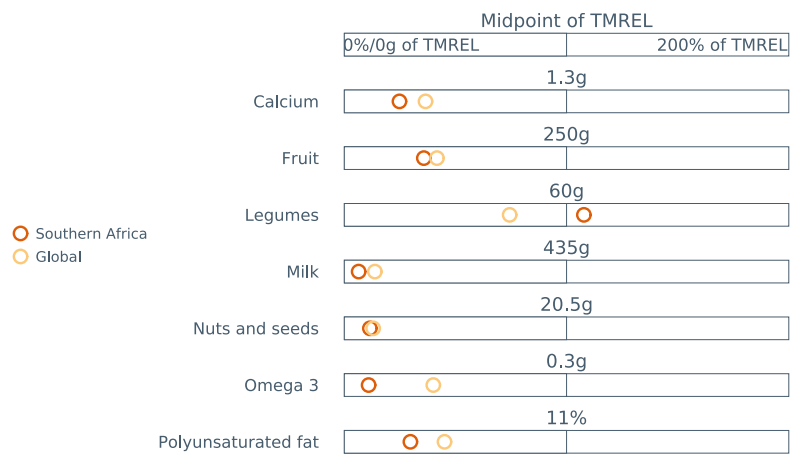 Midpoint of TMREL
0%/0g of TMREL 200% of TMREL
1.3g
Calcium
250g
Fruit
60g
Legumes
Southern Africa
Global
435g
Milk
20.5g
Nuts and seeds
0.3g
Omega 3
11%
Polyunsaturated fat